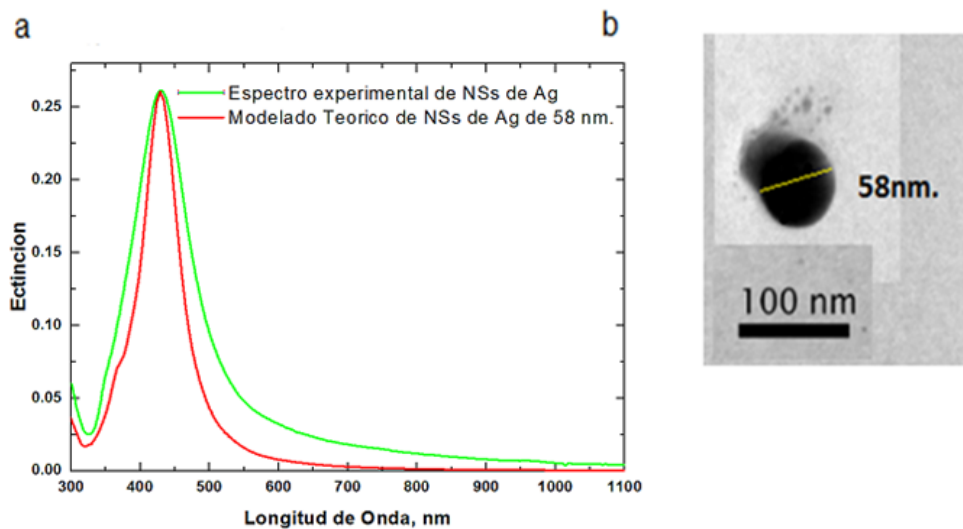 a
b
Espectro experimental de NSs de Ag
Modelado Teorico de NSs de Ag de 58 nm.
Ectincion
0.25
0.20
0.25
0.10
0.05
0.00
300 400 500 600 700 800 900 1000 1100
Longitud de Onda, nm
58nm.
100 nm